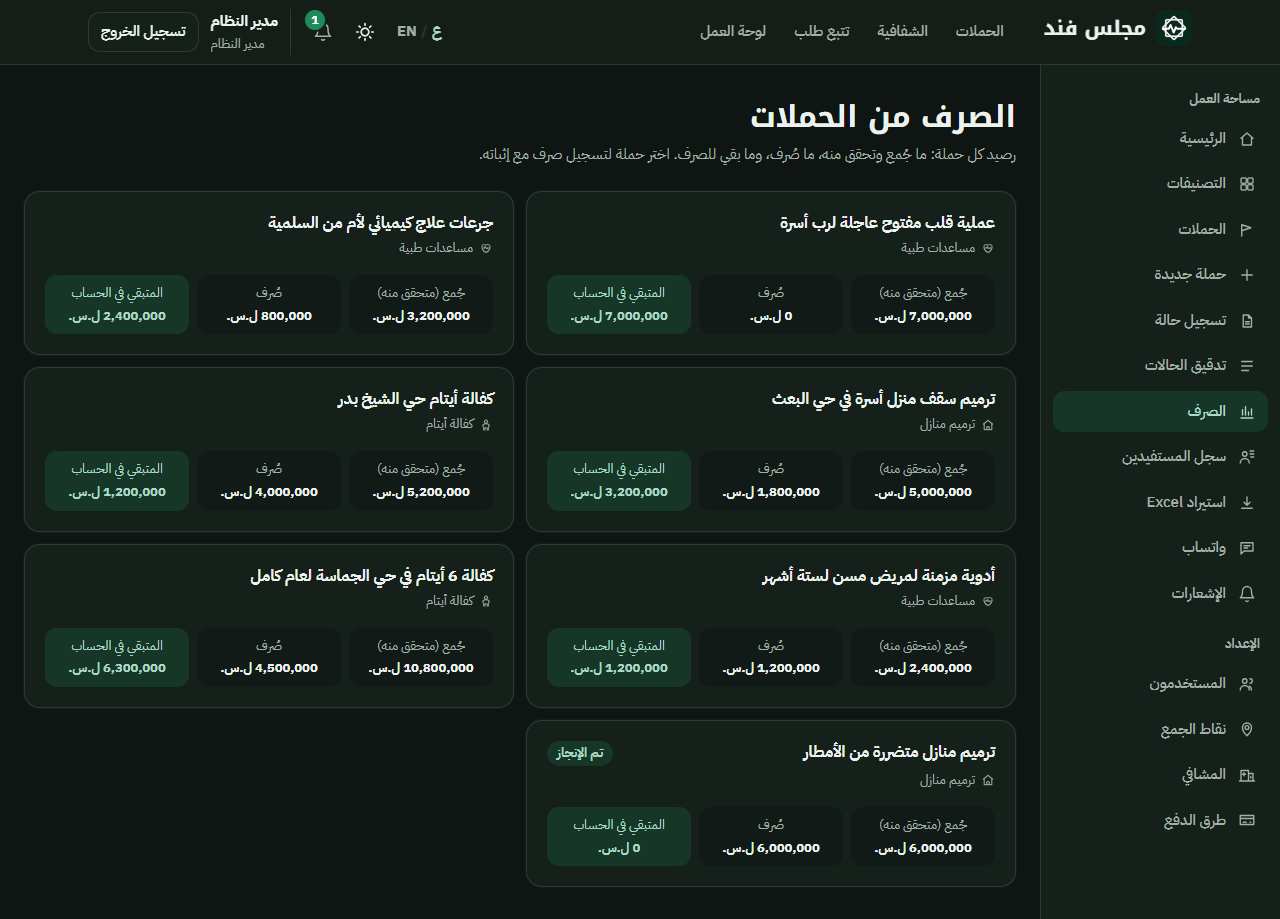 مجلس فند
الحملات
الشفافية
تتبع طلب
لوحة العمل
ع / EN
1
مدير النظام
مدير النظام
تسجيل الخروج
مساحة العمل
الرئيسية
التصنيفات
الحملات
حملة جديدة
تسجيل حالة
تدقيق الحالات
الصرف
سجل المستفيدين
استيراد Excel
واتساب
الإشعارات
الإعداد
المستخدمون
نقاط الجمع
المشافي
طرق الدفع
الصرف من الحملات
رصيد كل حملة: ما جُمع وتحقق منه، ما صُرف، وما بقي للصرف. اختر حملة لتسجيل صرف مع إثباته.
عملية قلب مفتوح عاجلة لرب أسرة
مساعدات طبية
جُمع (متحقق منه)
7,000,000 ل.س.
صُرف
0 ل.س.
المتبقي في الحساب
7,000,000 ل.س.
جرعات علاج كيميائي لأم من السلمية
مساعدات طبية
جُمع (متحقق منه)
3,200,000 ل.س.
صُرف
800,000 ل.س.
المتبقي في الحساب
2,400,000 ل.س.
ترميم سقف منزل أسرة في حي البعث
ترميم منازل
جُمع (متحقق منه)
5,000,000 ل.س.
صُرف
1,800,000 ل.س.
المتبقي في الحساب
3,200,000 ل.س.
كفالة أيتام حي الشيخ بدر
كفالة أيتام
جُمع (متحقق منه)
5,200,000 ل.س.
صُرف
4,000,000 ل.س.
المتبقي في الحساب
1,200,000 ل.س.
أدوية مزمنة لمريض مسن لستة أشهر
مساعدات طبية
جُمع (متحقق منه)
2,400,000 ل.س.
صُرف
1,200,000 ل.س.
المتبقي في الحساب
1,200,000 ل.س.
كفالة 6 أيتام في حي الجماسة لعام كامل
كفالة أيتام
جُمع (متحقق منه)
10,800,000 ل.س.
صُرف
4,500,000 ل.س.
المتبقي في الحساب
6,300,000 ل.س.
ترميم منازل متضررة من الأمطار
تم الإنجاز
ترميم منازل
جُمع (متحقق منه)
6,000,000 ل.س.
صُرف
6,000,000 ل.س.
المتبقي في الحساب
0 ل.س.